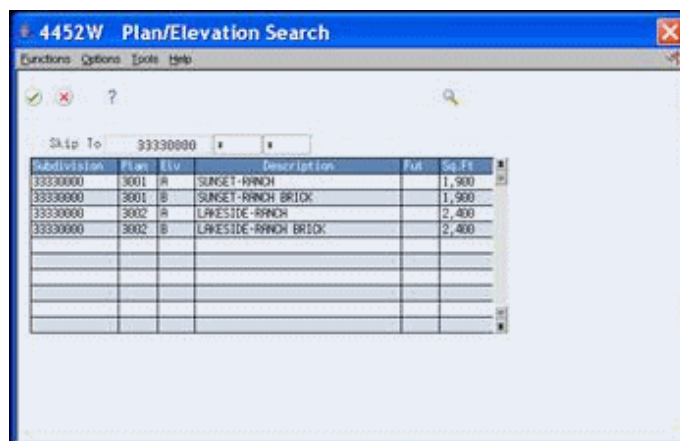 4452W Plan/Elevation Search
Functions Options Tools Help
?
Skip To 33330000 * *
Subdivision Plan Elv Description Fut Sq.Ft
33330000 3001 A SUNSET-RANCH 1,900
33330000 3001 B SUNSET-RANCH BRICK 1,900
33330000 3002 A LAKESIDE-RANCH 2,400
33330000 3002 B LAKESIDE-RANCH BRICK 2,400